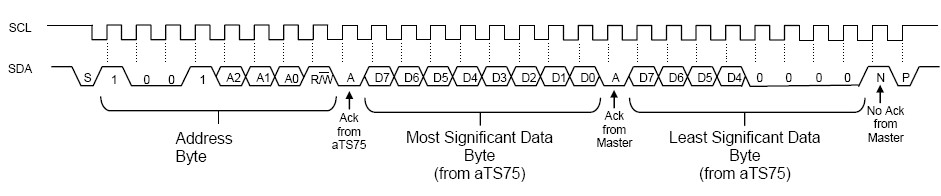 SCL
SDA
S 1 0 0 1 A2 A1 A0 R/W A D7 D6 D5 D4 D3 D2 D1 D0 A D7 D6 D5 D4 0 0 0 0 N P
Address
Byte
Ack
from
aTS75
Most Significant Data
Byte
(from aTS75)
Ack
from
Master
Least Significant Data
Byte
(from aTS75)
No Ack
from
Master